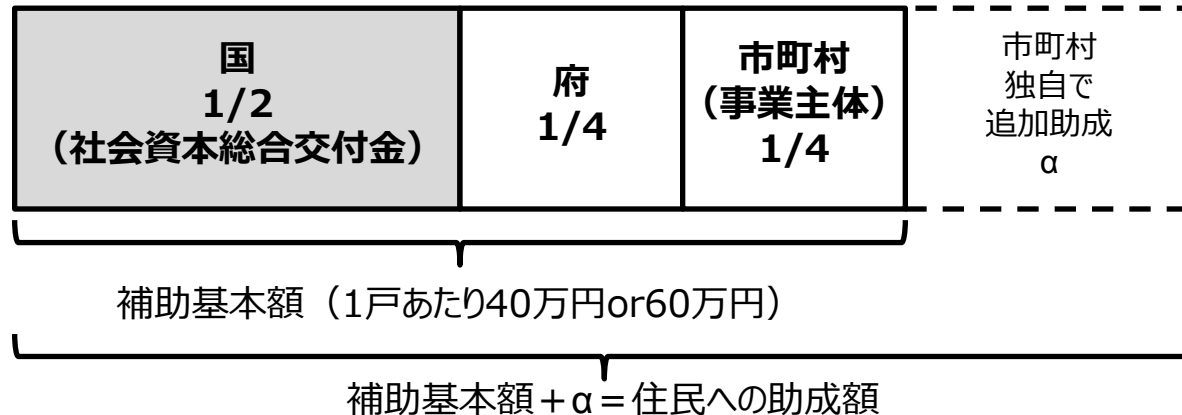 国
1/2
（社会資本総合交付金）
府
1/4
市町村
（事業主体）
1/4
市町村
独自で
追加助成
α
補助基本額（1戸あたり40万円or60万円）
補助基本額＋α＝住民への助成額